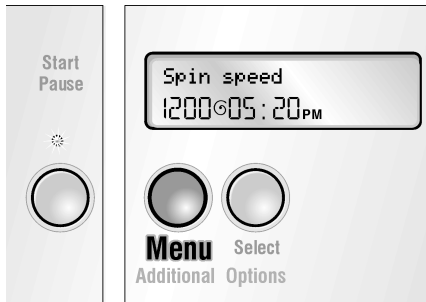 Start
Pause
Spin speed
1200 05:20PM
Menu Select
Additional Options